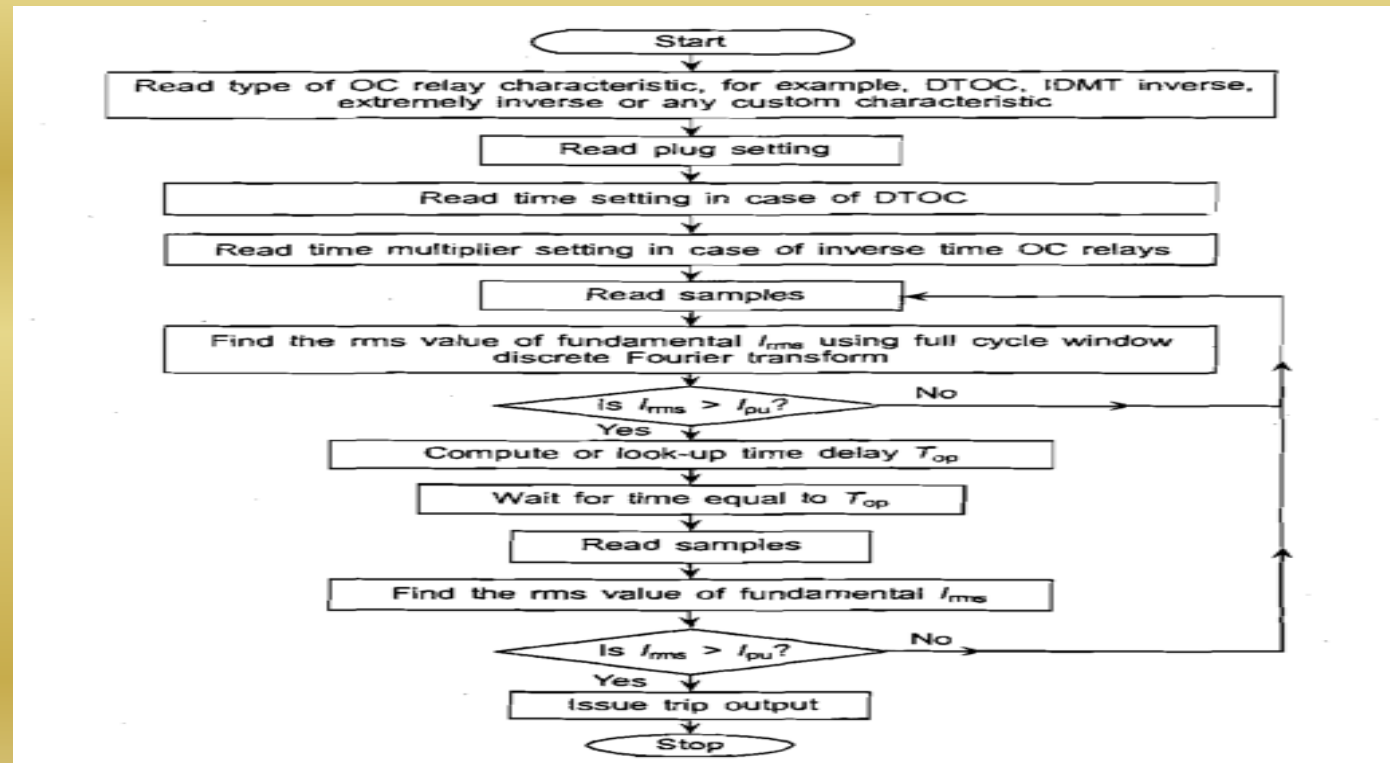 Start
Read type of OC relay characteristic, for example, DTOC, IDMT inverse,
extremely inverse or any custom characteristic
Read plug setting
Read time setting in case of DTOC
Read time multiplier setting in case of inverse time OC relays
Read samples
Find the rms value of fundamental Irms using full cycle window
discrete Fourier transform
Is Irms > Ipu?
No
Yes
Compute or look-up time delay Top
Wait for time equal to Top
Read samples
Find the rms value of fundamental Irms
Is Irms > Ipu?
No
Yes
Issue trip output
Stop